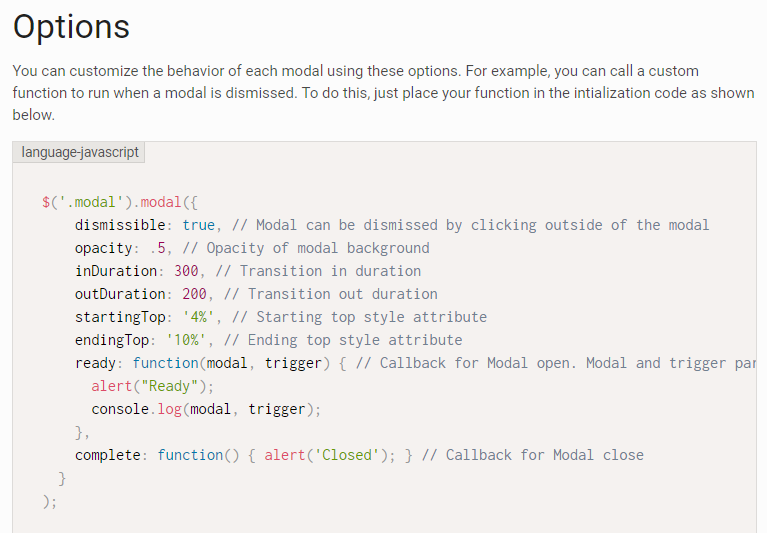 Options
You can customize the behavior of each modal using these options. For example, you can call a custom
function to run when a modal is dismissed. To do this, just place your function in the intialization code as shown
below.
language-javascript
$('.modal').modal({
    dismissible: true, // Modal can be dismissed by clicking outside of the modal
    opacity: .5, // Opacity of modal background
    inDuration: 300, // Transition in duration
    outDuration: 200, // Transition out duration
    startingTop: '4%', // Starting top style attribute
    endingTop: '10%', // Ending top style attribute
    ready: function(modal, trigger) { // Callback for Modal open. Modal and trigger par
      alert("Ready");
      console.log(modal, trigger);
    },
    complete: function() { alert('Closed'); } // Callback for Modal close
  }
);